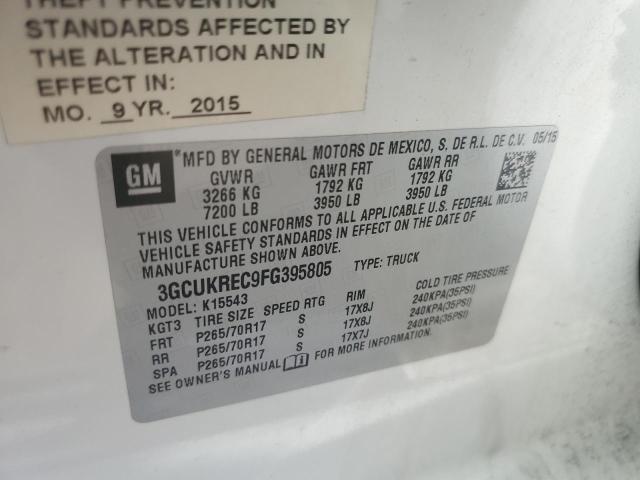 THEFT PREVENTION
STANDARDS AFFECTED BY
THE ALTERATION AND IN
EFFECT IN:
MO. 9 YR. 2015
GM
*MFD BY GENERAL MOTORS DE MEXICO, S. DE R.L. DE C.V. 05/15
GVWR GAWR FRT GAWR RR
3266 KG 1792 KG 1792 KG
7200 LB 3950 LB 3950 LB
THIS VEHICLE CONFORMS TO ALL APPLICABLE U.S. FEDERAL MOTOR
VEHICLE SAFETY STANDARDS IN EFFECT ON THE DATE OF
MANUFACTURE SHOWN ABOVE.
3GCUKREC9FG395805 TYPE: TRUCK
MODEL: K15543
KGT3 TIRE SIZE SPEED RTG RIM COLD TIRE PRESSURE
FRT P265/70R17 S 17X8J 240KPA(35PSI)
RR P265/70R17 S 17X8J 240KPA(35PSI)
SPA P265/70R17 S 17X7J 240KPA(35PSI)
SEE OWNER'S MANUAL FOR MORE INFORMATION.